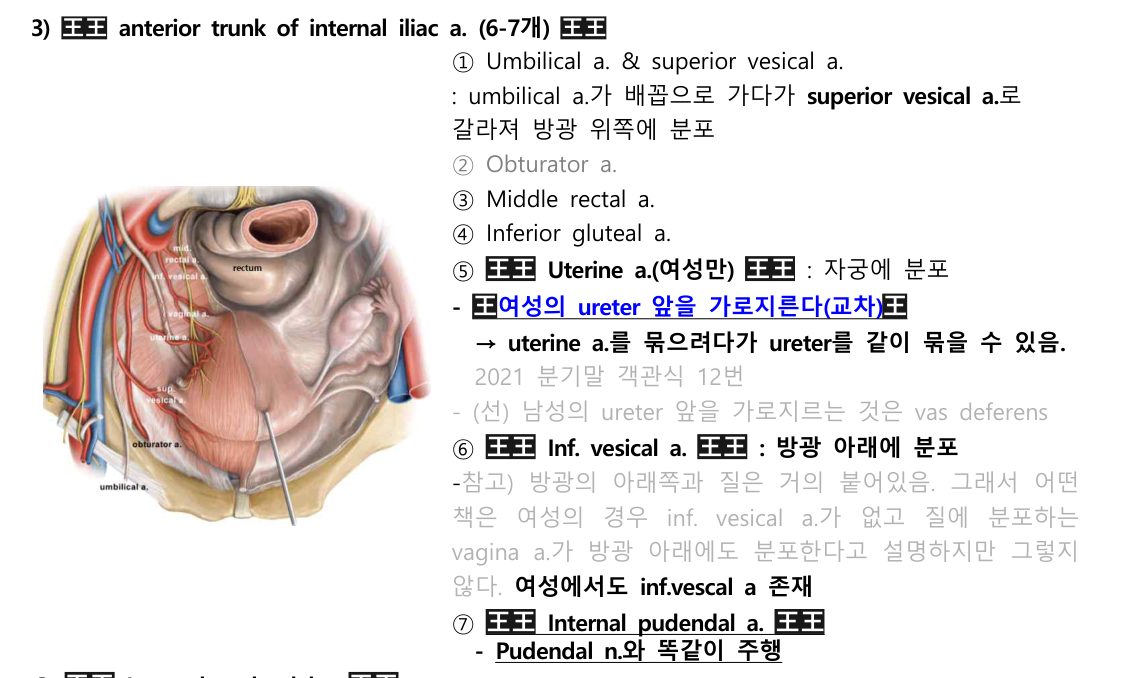 3) 王王 anterior trunk of internal iliac a. (6-7개) 王王
① Umbilical a. & superior vesical a.
: umbilical a.가 배꼽으로 가다가 superior vesical a.로
갈라져 방광 위쪽에 분포
② Obturator a.
③ Middle rectal a.
④ Inferior gluteal a.
⑤ 王王 Uterine a.(여성만) 王王 : 자궁에 분포
- 王여성의 ureter 앞을 가로지른다(교차)王
→ uterine a.를 묶으려다가 ureter를 같이 묶을 수 있음.
2021 분기말 객관식 12번
- (선) 남성의 ureter 앞을 가로지르는 것은 vas deferens
⑥ 王王 Inf. vesical a. 王王 : 방광 아래에 분포
-참고) 방광의 아래쪽과 질은 거의 붙어있음. 그래서 어떤
책은 여성의 경우 inf. vesical a.가 없고 질에 분포하는
vagina a.가 방광 아래에도 분포한다고 설명하지만 그렇지
않다. 여성에서도 inf.vescal a 존재
⑦ 王王 Internal pudendal a. 王王
- Pudendal n.와 똑같이 주행
mid.
rectal a.
inf. vesical a.
rectum
vaginal a.
uterine a.
sup.
vesical a.
obturator a.
umbilical a.